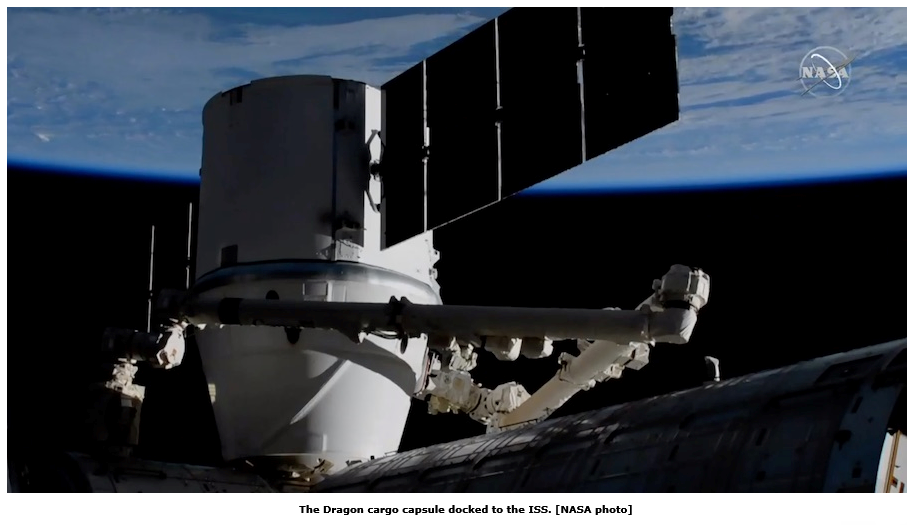 NASA
The Dragon cargo capsule docked to the ISS. [NASA photo]